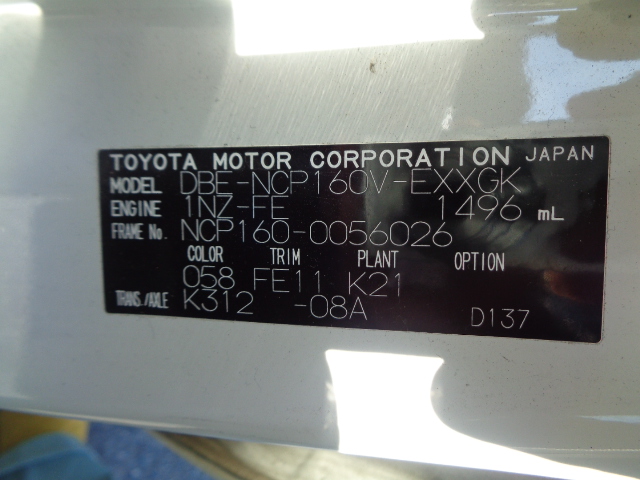 TOYOTA MOTOR CORPORATION JAPAN
MODEL DBE-NCP160V-EXXGK
ENGINE 1NZ-FE 1496 mL
FRAME No. NCP160-0056026
COLOR TRIM PLANT OPTION
058 FE11 K21
TRANS./AXLE K312 -08A D137